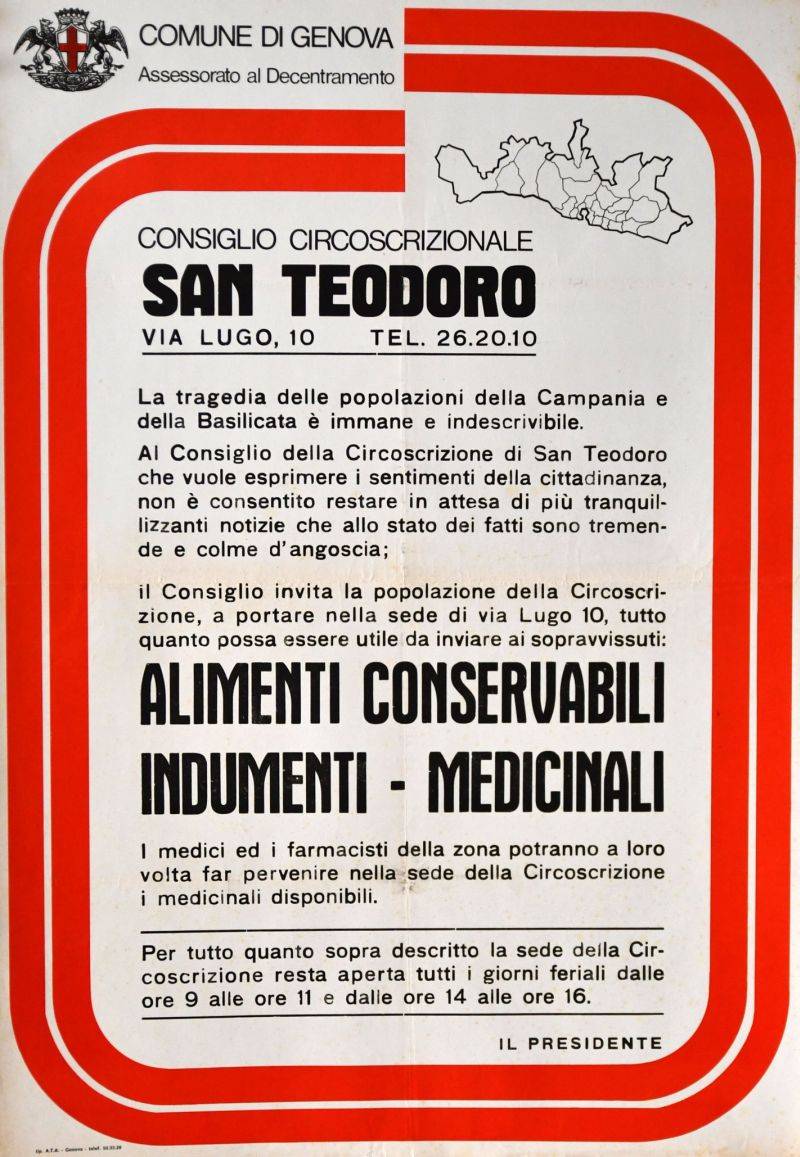 COMUNE DI GENOVA
Assessorato al Decentramento
CONSIGLIO CIRCOSCRIZIONALE
SAN TEODORO
VIA LUGO, 10 TEL. 26.20.10
La tragedia delle popolazioni della Campania e
della Basilicata è immane e indescrivibile.
Al Consiglio della Circoscrizione di San Teodoro
che vuole esprimere i sentimenti della cittadinanza,
non è consentito restare in attesa di più tranquil-
lizzanti notizie che allo stato dei fatti sono tremen-
de e colme d'angoscia;
il Consiglio invita la popolazione della Circoscri-
zione, a portare nella sede di via Lugo 10, tutto
quanto possa essere utile da inviare ai sopravvissuti:
ALIMENTI CONSERVABILI
INDUMENTI - MEDICINALI
I medici ed i farmacisti della zona potranno a loro
volta far pervenire nella sede della Circoscrizione
i medicinali disponibili.
Per tutto quanto sopra descritto la sede della Cir-
coscrizione resta aperta tutti i giorni feriali dalle
ore 9 alle ore 11 e dalle ore 14 alle ore 16.
IL PRESIDENTE
tip. A.T.A. - Genova - telef.